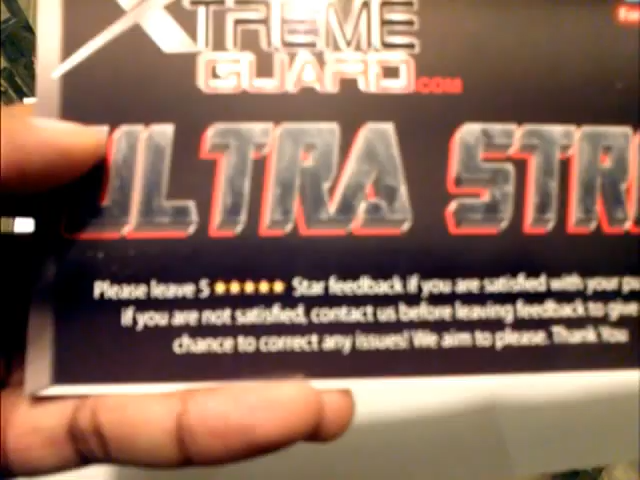 XTREME
GUARD.COM
ULTRA STR
Please leave 5 ★★★★★ Star feedback if you are satisfied with your pu
If you are not satisfied, contact us before leaving feedback to give
chance to correct any issues! We aim to please. Thank You